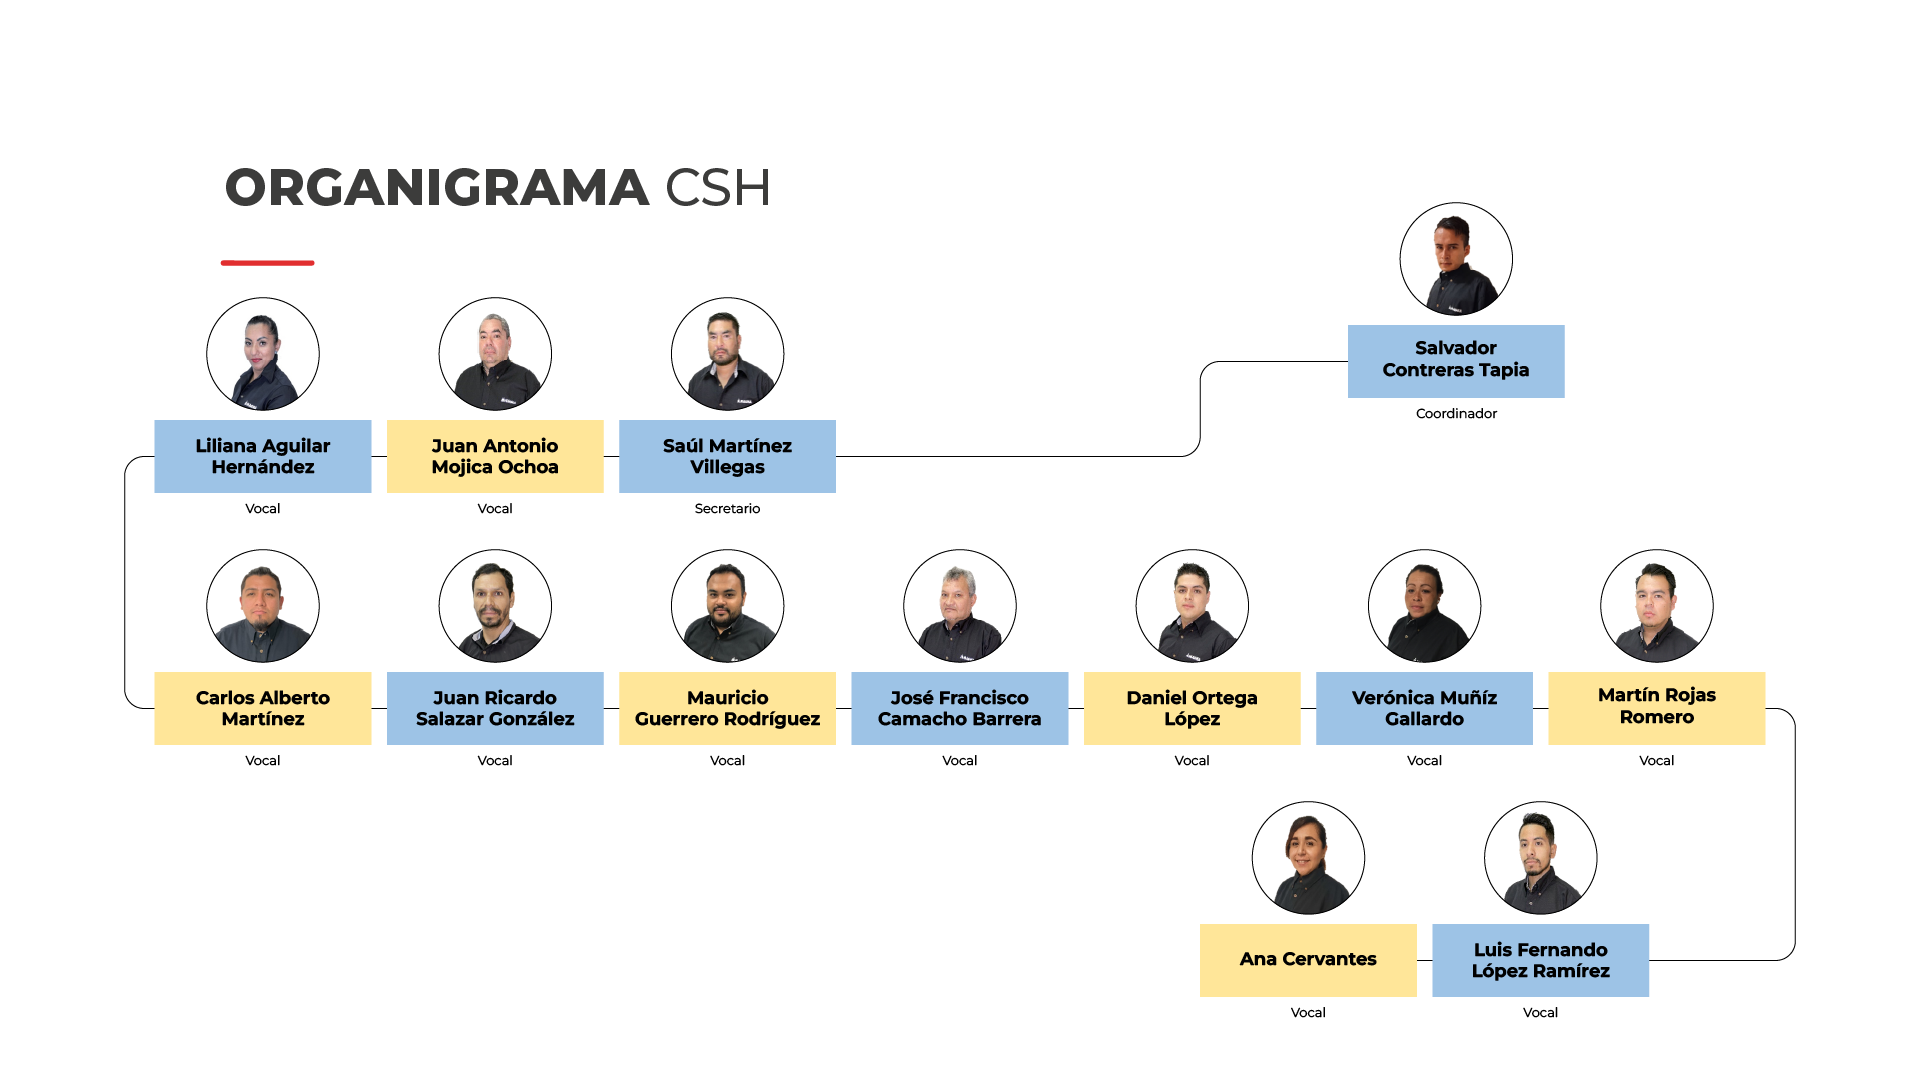 ORGANIGRAMA CSH
Salvador
Contreras Tapia
Coordinador
Liliana Aguilar
Hernández
Vocal
Juan Antonio
Mojica Ochoa
Vocal
Saúl Martínez
Villegas
Secretario
Carlos Alberto
Martínez
Vocal
Juan Ricardo
Salazar González
Vocal
Mauricio
Guerrero Rodríguez
Vocal
José Francisco
Camacho Barrera
Vocal
Daniel Ortega
López
Vocal
Verónica Muñíz
Gallardo
Vocal
Martín Rojas
Romero
Vocal
Ana Cervantes
Vocal
Luis Fernando
López Ramírez
Vocal